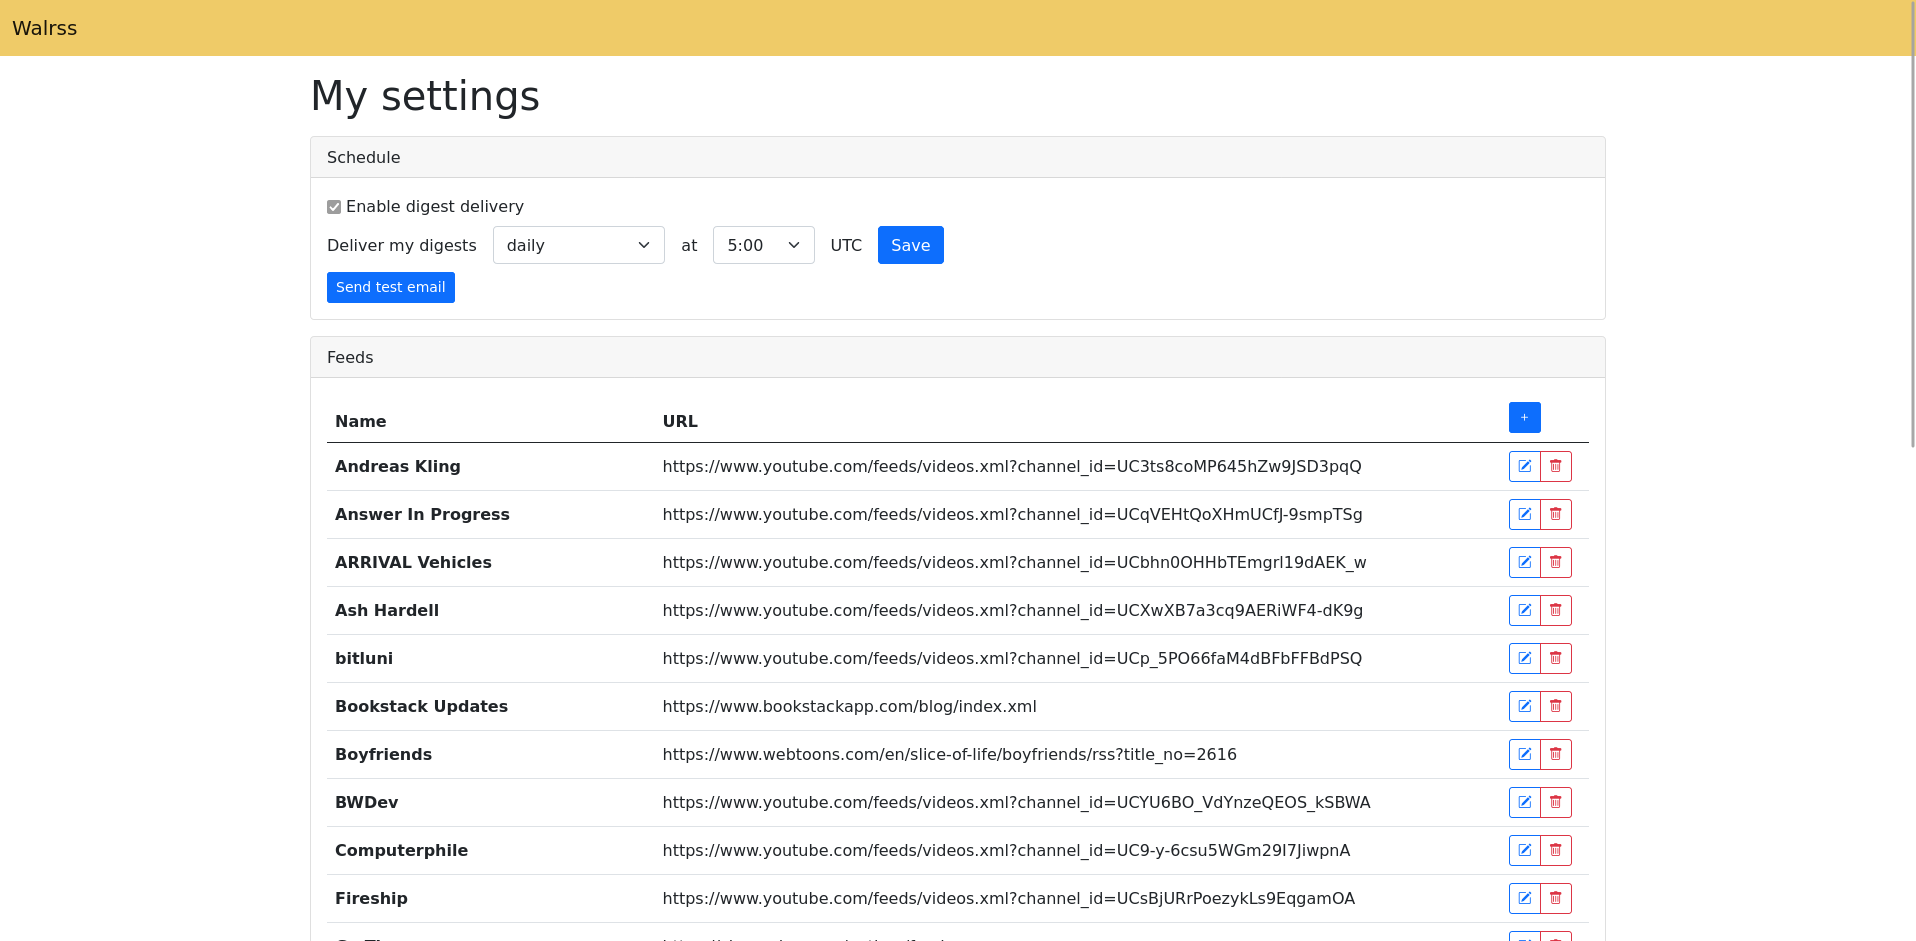 Walrss
My settings
Schedule
Enable digest delivery
Deliver my digests daily at 5:00 UTC Save
Send test email
Feeds
Name URL +
Andreas Kling https://www.youtube.com/feeds/videos.xml?channel_id=UC3ts8coMP645hZw9JSD3pqQ
Answer In Progress https://www.youtube.com/feeds/videos.xml?channel_id=UCqVEHtQoXHmUCfJ-9smpTSg
ARRIVAL Vehicles https://www.youtube.com/feeds/videos.xml?channel_id=UCbhn0OHHbTEmgrI19dAEK_w
Ash Hardell https://www.youtube.com/feeds/videos.xml?channel_id=UCXwXB7a3cq9AERiWF4-dK9g
bitluni https://www.youtube.com/feeds/videos.xml?channel_id=UCp_5PO66faM4dBFbFFBdPSQ
Bookstack Updates https://www.bookstackapp.com/blog/index.xml
Boyfriends https://www.webtoons.com/en/slice-of-life/boyfriends/rss?title_no=2616
BWDev https://www.youtube.com/feeds/videos.xml?channel_id=UCYU6BO_VdYnzeQEOS_kSBWA
Computerphile https://www.youtube.com/feeds/videos.xml?channel_id=UC9-y-6csu5WGm29I7JiwpnA
Fireship https://www.youtube.com/feeds/videos.xml?channel_id=UCsBjURrPoezykLs9EqgamOA